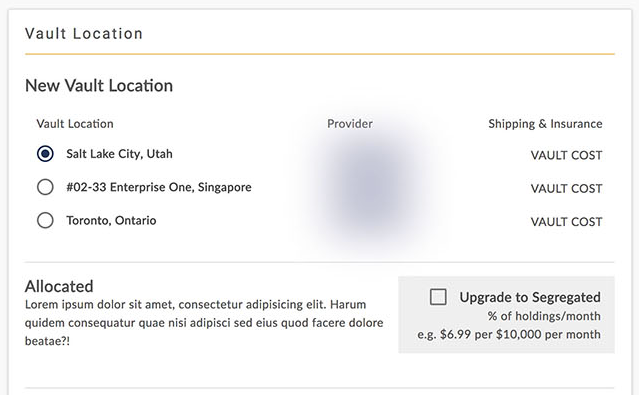 Vault Location
New Vault Location
Vault Location Provider Shipping & Insurance
Salt Lake City, Utah VAULT COST
#02-33 Enterprise One, Singapore VAULT COST
Toronto, Ontario VAULT COST
Allocated
Lorem ipsum dolor sit amet, consectetur adipisicing elit. Harum
quidem consequatur quae nisi adipisci sed eius quod facere dolore
beatae?!
Upgrade to Segregated
% of holdings/month
e.g. $6.99 per $10,000 per month